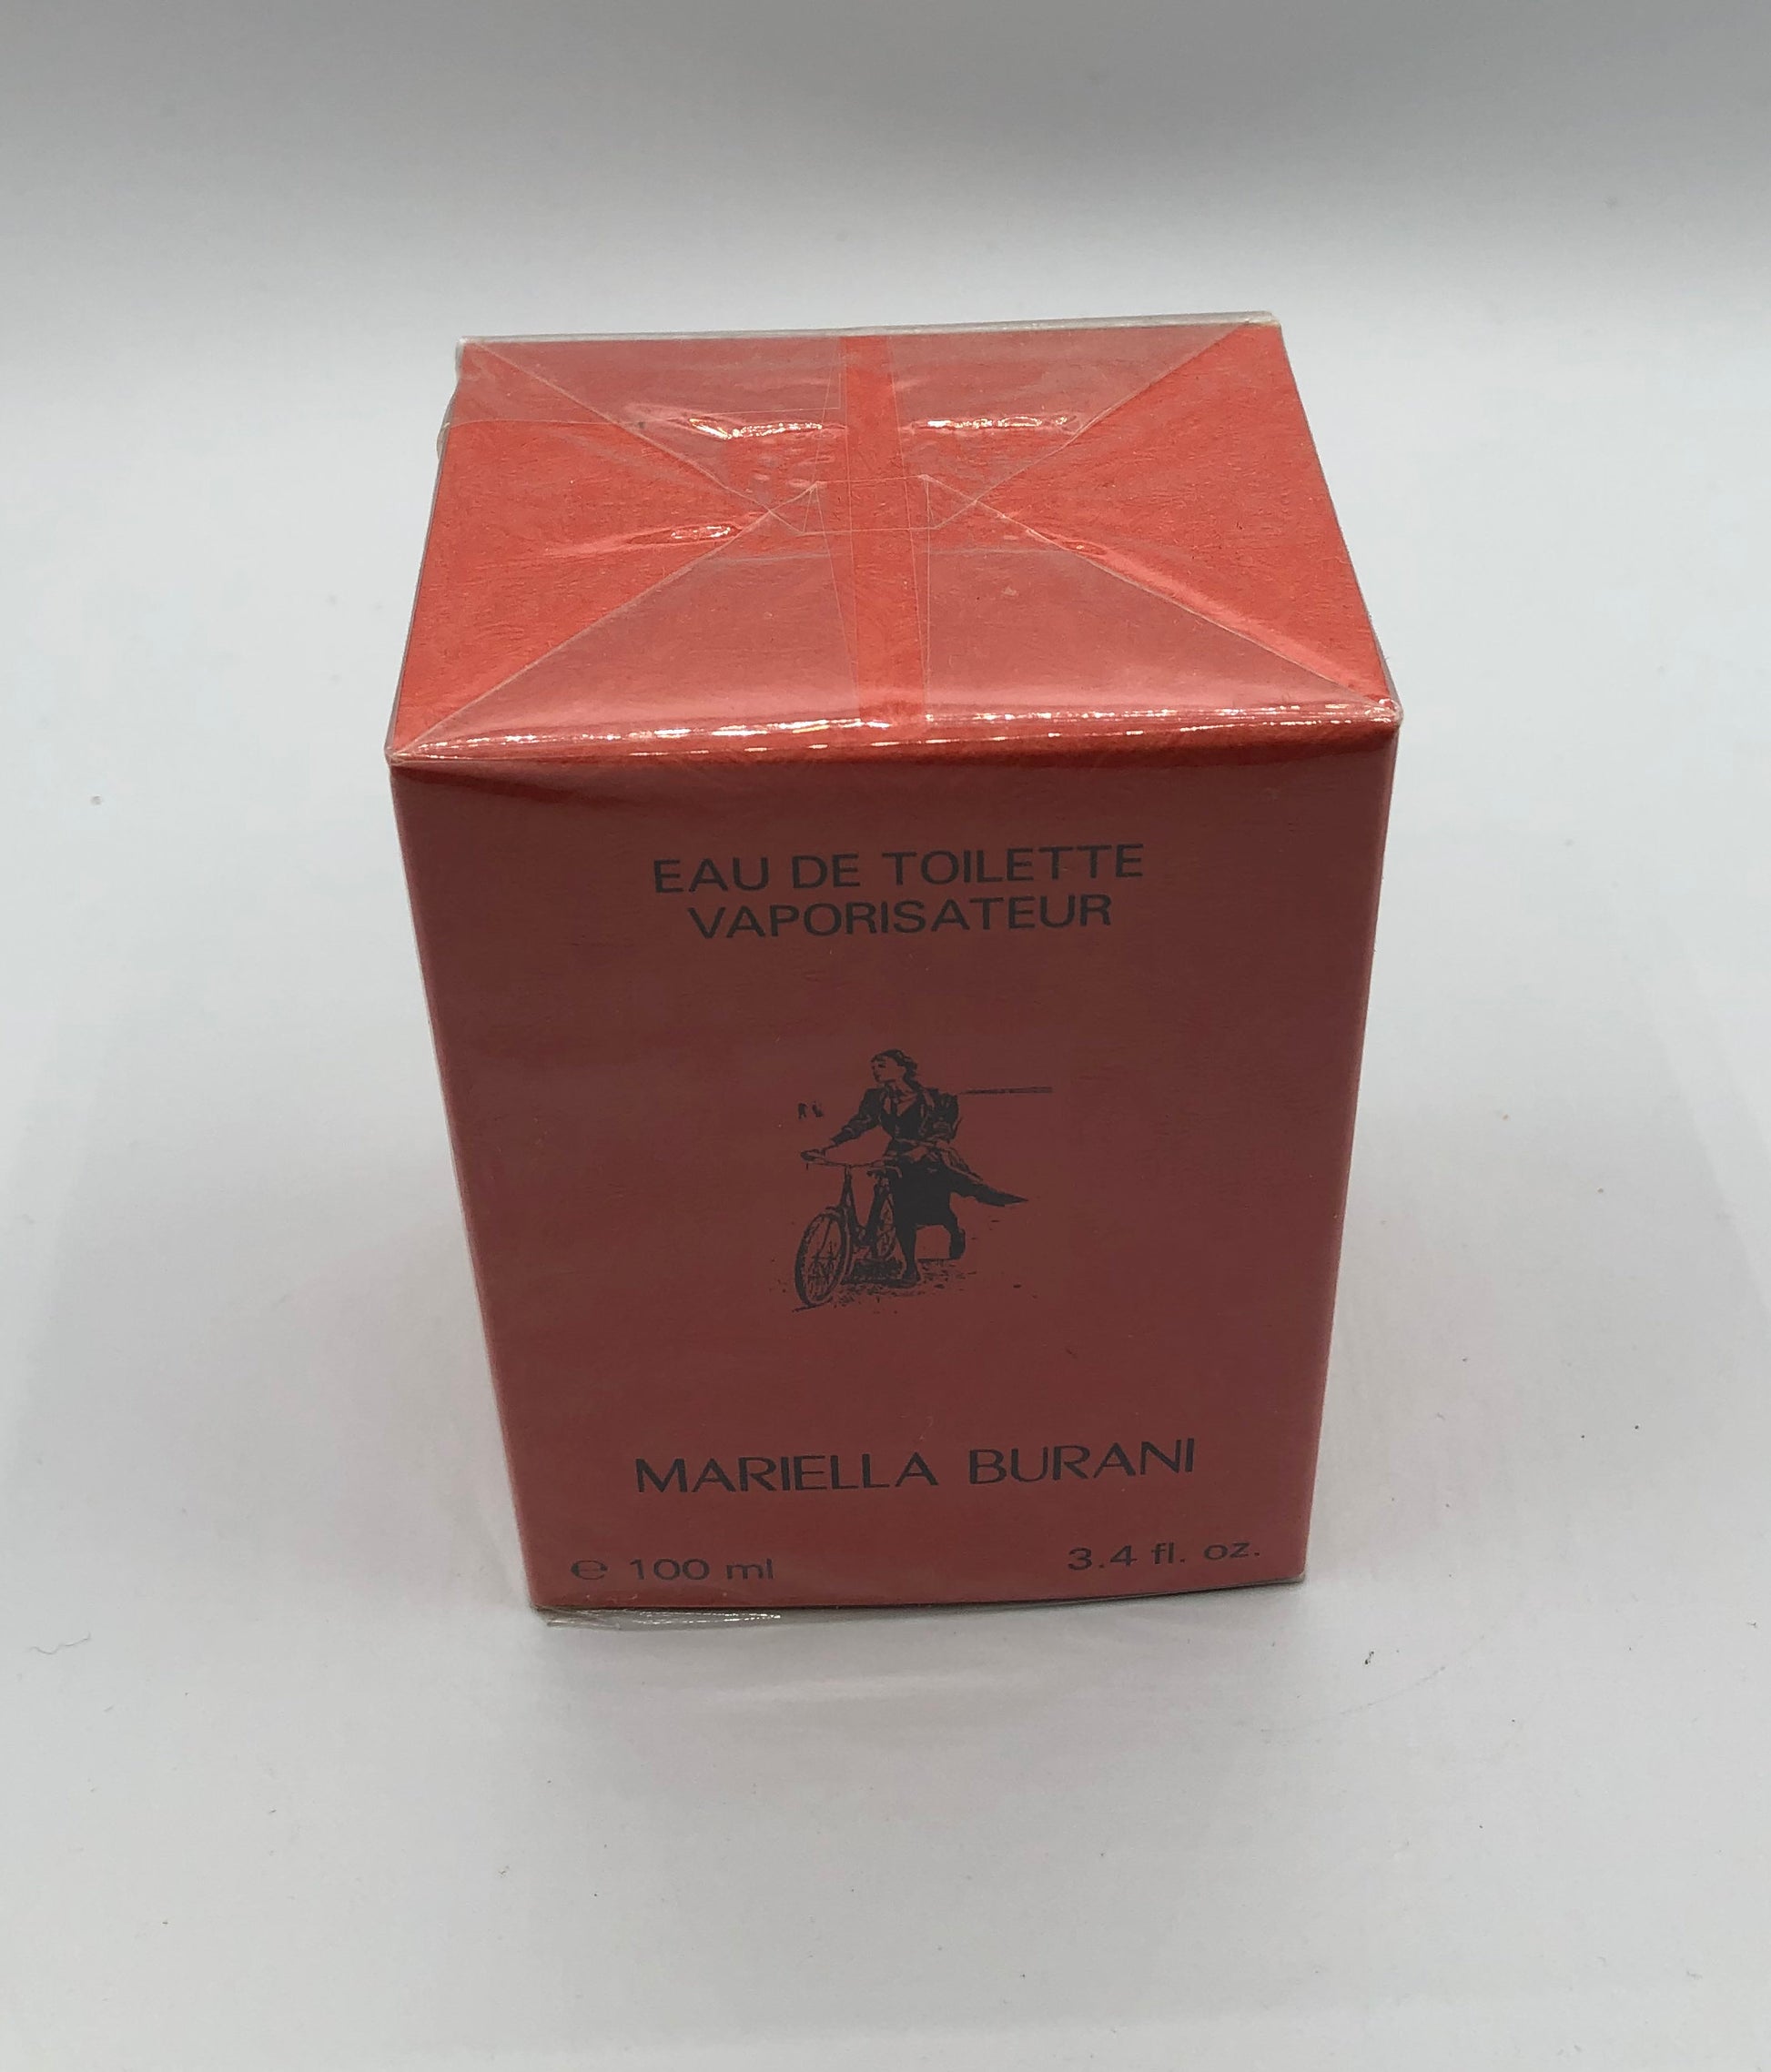 EAU DE TOILETTE
VAPORISATEUR
MARIELLA BURANI
℮ 100 ml 3.4 fl. oz.